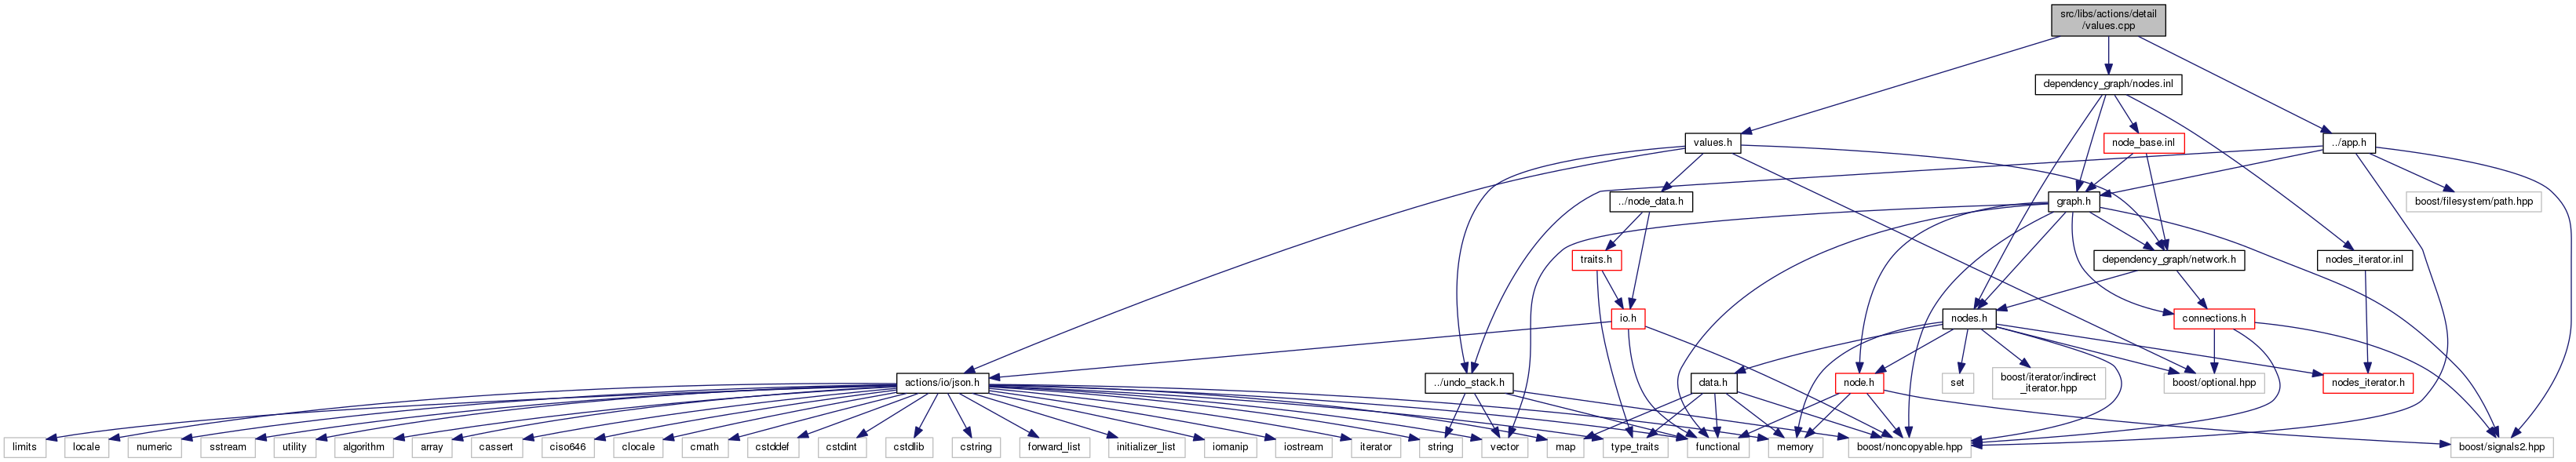 src/libs/actions/detail
/values.cpp
dependency_graph/nodes.inl
values.h
node_base.inl
../app.h
../node_data.h
graph.h
boost/filesystem/path.hpp
traits.h
dependency_graph/network.h
nodes_iterator.inl
io.h
nodes.h
connections.h
actions/io/json.h
../undo_stack.h
data.h
node.h
set
boost/iterator/indirect
_iterator.hpp
boost/optional.hpp
nodes_iterator.h
limits
locale
numeric
sstream
utility
algorithm
array
cassert
ciso646
clocale
cmath
cstddef
cstdint
cstdlib
cstring
forward_list
initializer_list
iomanip
iostream
iterator
string
vector
map
type_traits
functional
memory
boost/noncopyable.hpp
boost/signals2.hpp